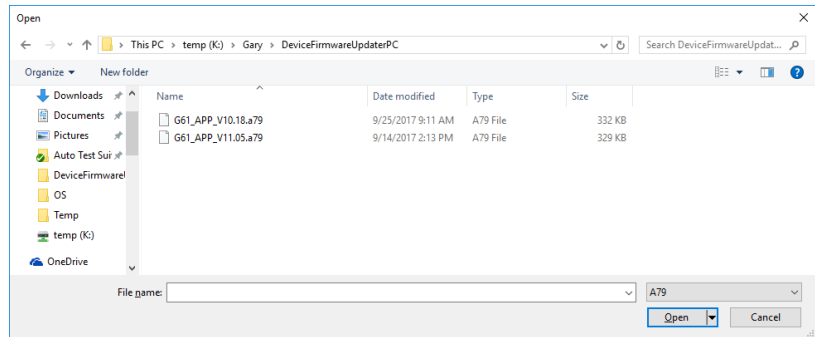 Open
This PC > temp (K:) > Gary > DeviceFirmwareUpdaterPC
Search DeviceFirmwareUpdat...
Organize
New folder
Downloads
Documents
Pictures
Auto Test Sui
DeviceFirmwarel
OS
Temp
temp (K:)
OneDrive
Name Date modified Type Size
G61_APP_V10.18.a79 9/25/2017 9:11 AM A79 File 332 KB
G61_APP_V11.05.a79 9/14/2017 2:13 PM A79 File 329 KB
File name:
A79
Open
Cancel